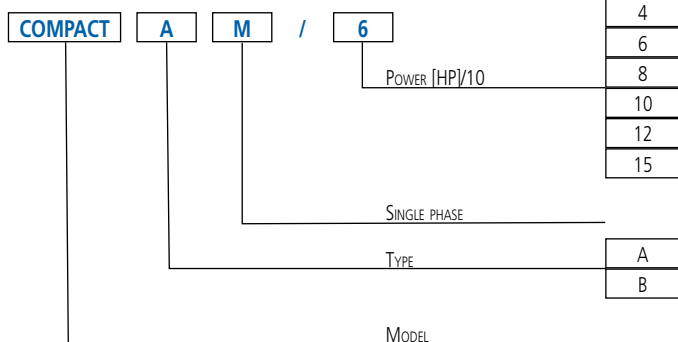 COMPACT A M / 6
4
6
Power [HP]/10 8
10
12
15
Single phase
Type A
B
Model